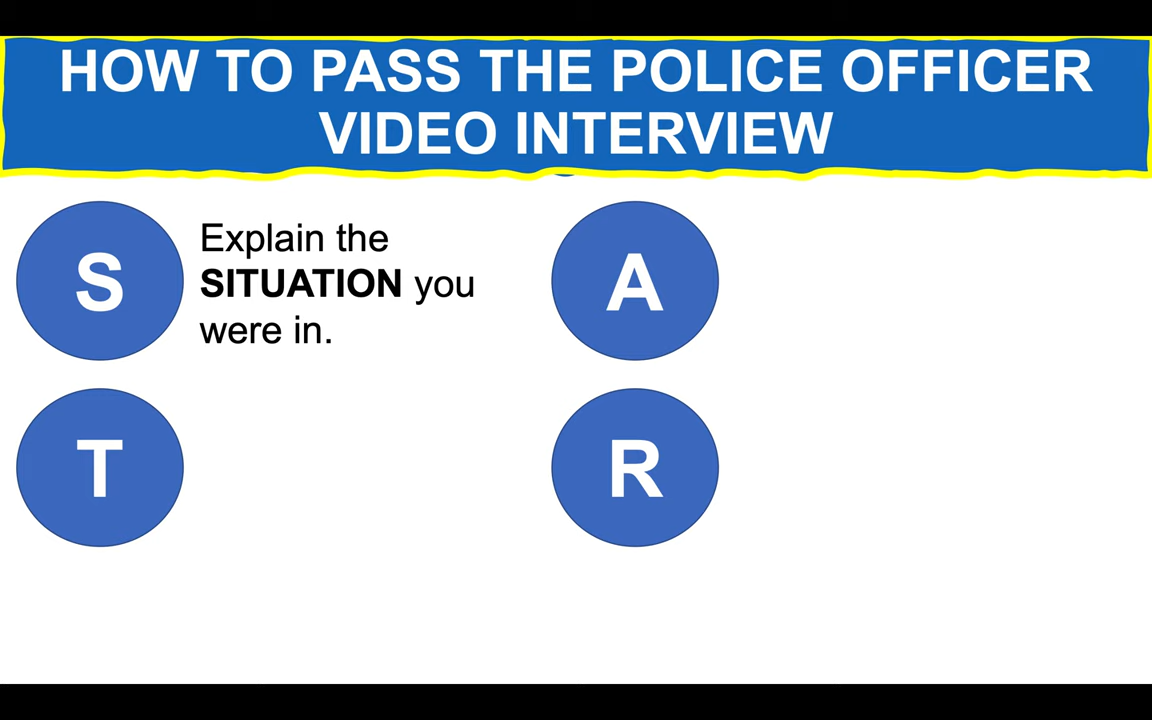 HOW TO PASS THE POLICE OFFICER
VIDEO INTERVIEW
S
Explain the
SITUATION you
were in.
A
T
R